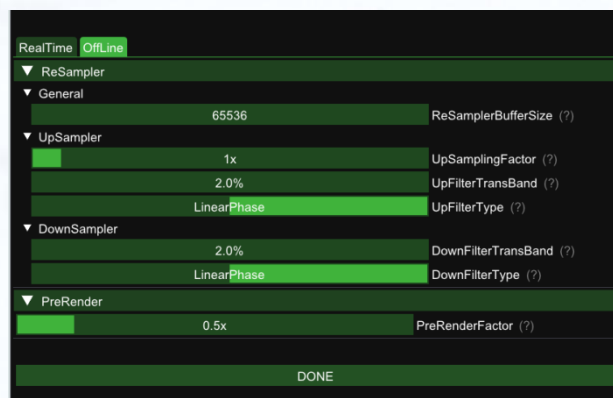 RealTime OffLine
ReSampler
General
65536 ReSamplerBufferSize (?)
UpSampler
1x UpSamplingFactor (?)
2.0% UpFilterTransBand (?)
LinearPhase UpFilterType (?)
DownSampler
2.0% DownFilterTransBand (?)
LinearPhase DownFilterType (?)
PreRender
0.5x PreRenderFactor (?)
DONE